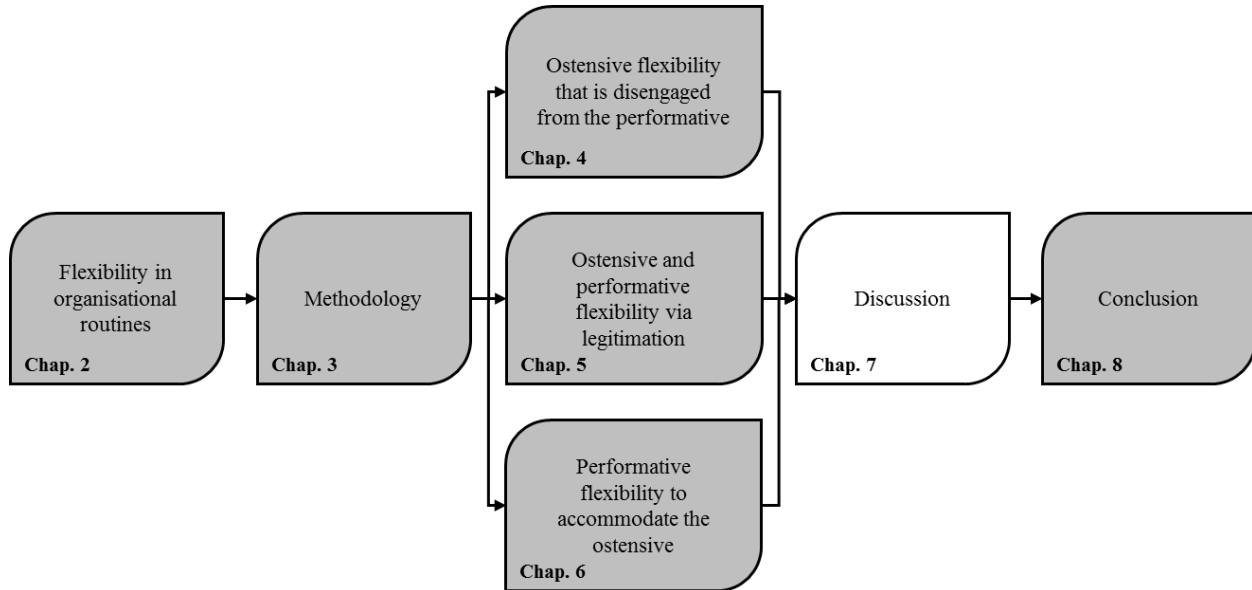 Flexibility in
organisational
routines
Chap. 2
Methodology
Chap. 3
Ostensive flexibility
that is disengaged
from the performative
Chap. 4
Ostensive and
performative
flexibility via
legitimation
Chap. 5
Performative
flexibility to
accommodate the
ostensive
Chap. 6
Discussion
Chap. 7
Conclusion
Chap. 8